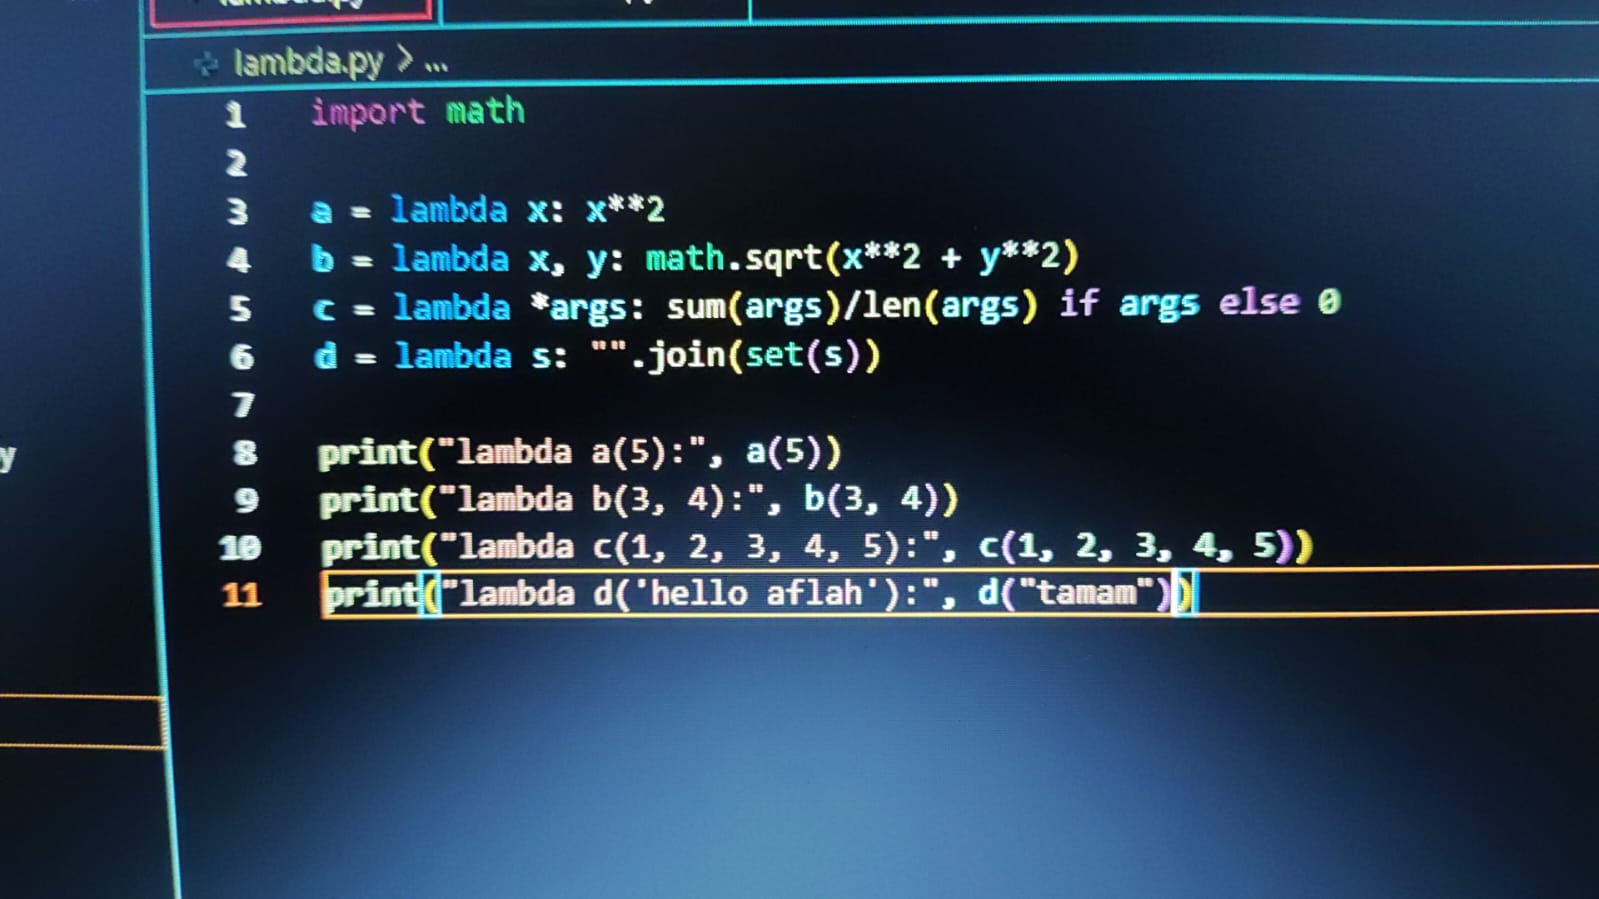 lambda.py > ...
1 import math
2
3 a = lambda x: x**2
4 b = lambda x, y: math.sqrt(x**2 + y**2)
5 c = lambda *args: sum(args)/len(args) if args else 0
6 d = lambda s: "".join(set(s))
7
8 print("lambda a(5):", a(5))
9 print("lambda b(3, 4):", b(3, 4))
10 print("lambda c(1, 2, 3, 4, 5):", c(1, 2, 3, 4, 5))
11 print("lambda d('hello aflah'):", d("tamam"))